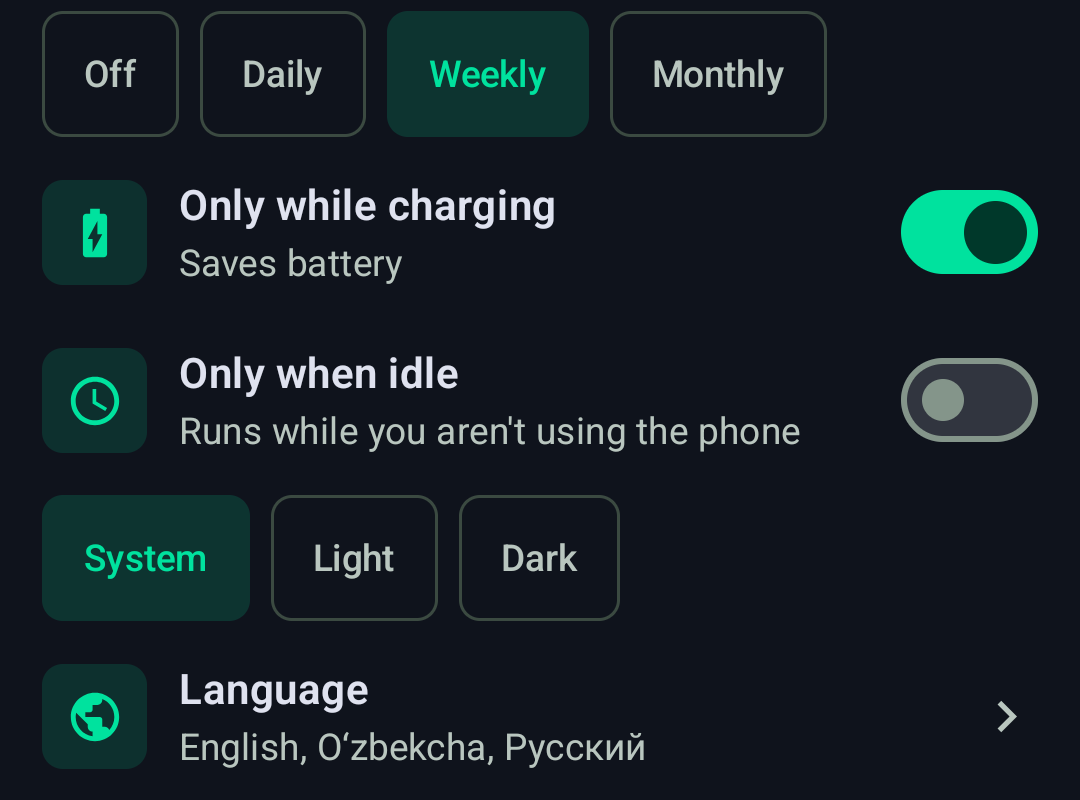 Off Daily Weekly Monthly
Only while charging
Saves battery
Only when idle
Runs while you aren't using the phone
System Light Dark
Language
English, O‘zbekcha, Русский